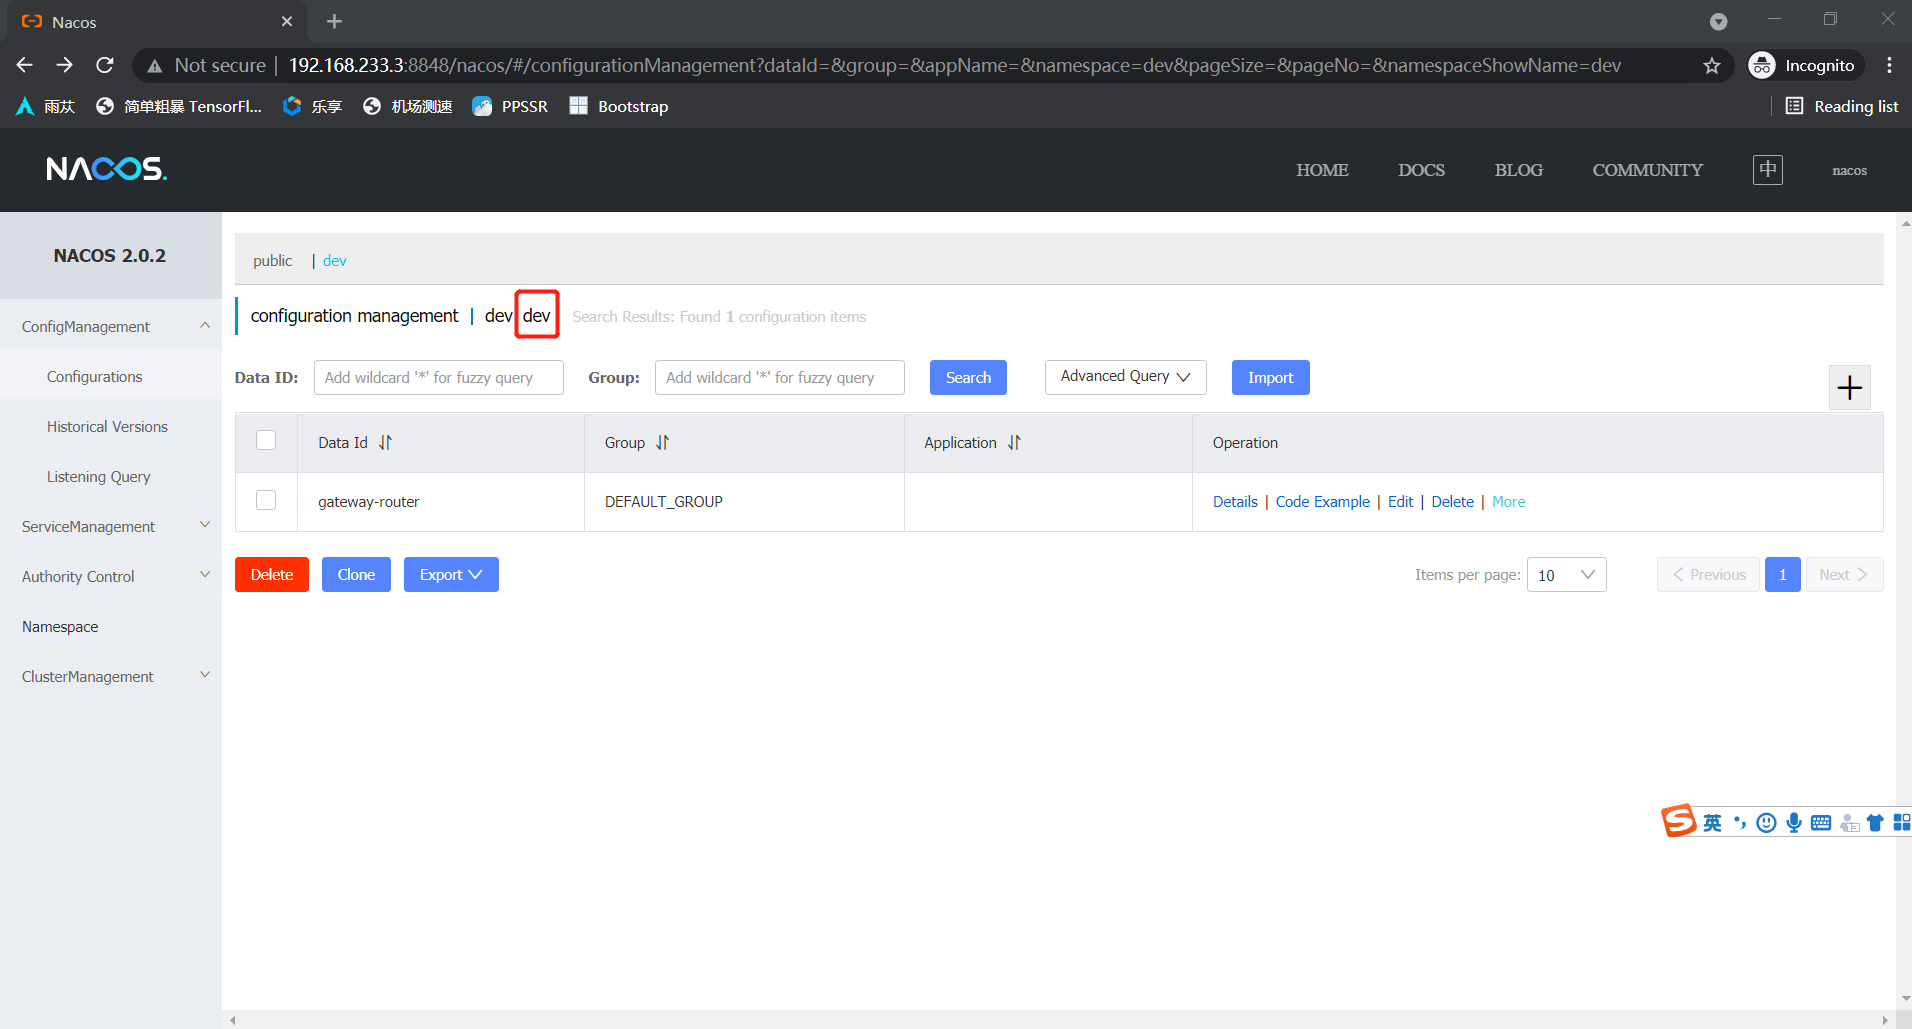 Nacos
Not secure | 192.168.233.3:8848/nacos/#/configurationManagement?dataId=&group=&appName=&namespace=dev&pageSize=&pageNo=&namespaceShowName=dev
Incognito
雨苁 简单粗暴 TensorFl... 乐享 机场测速 PPSSR Bootstrap Reading list
NACOS. HOME DOCS BLOG COMMUNITY 中 nacos
NACOS 2.0.2
ConfigManagement
Configurations
Historical Versions
Listening Query
ServiceManagement
Authority Control
Namespace
ClusterManagement
public | dev
configuration management | dev dev Search Results: Found 1 configuration items
Data ID: Add wildcard '*' for fuzzy query Group: Add wildcard '*' for fuzzy query Search Advanced Query Import
Data Id Group Application Operation
gateway-router DEFAULT_GROUP Details | Code Example | Edit | Delete | More
Delete Clone Export Items per page: 10 Previous 1 Next
S 英